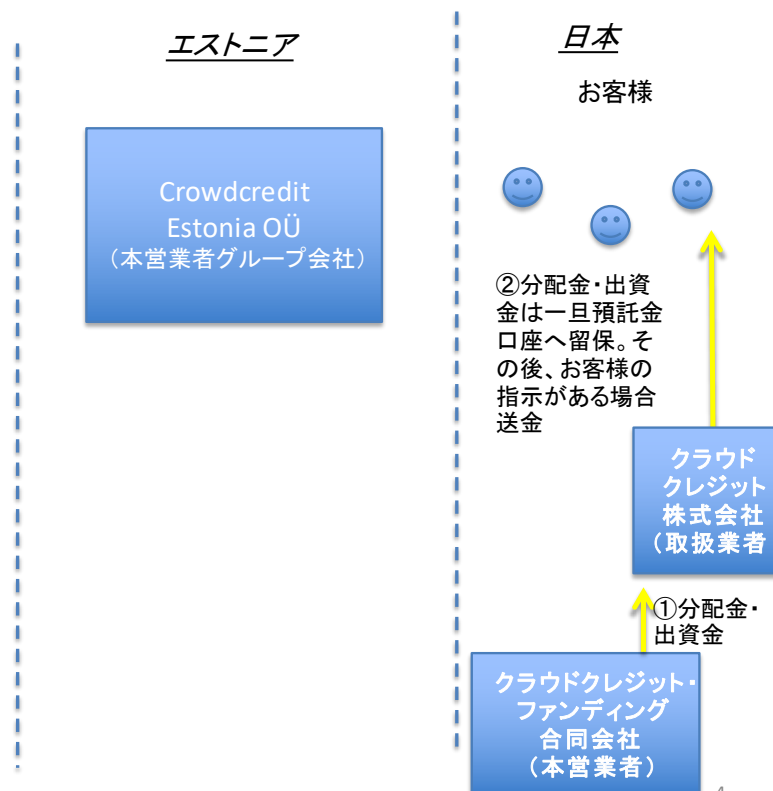 エストニア
日本
お客様
Crowdcredit
Estonia OÜ
（本営業者グループ会社）
②分配金・出資
金は一旦預託金
口座へ留保。そ
の後、お客様の
指示がある場合
送金
クラウド
クレジット
株式会社
（取扱業者
①分配金・
出資金
クラウドクレジット・
ファンディング
合同会社
（本営業者）